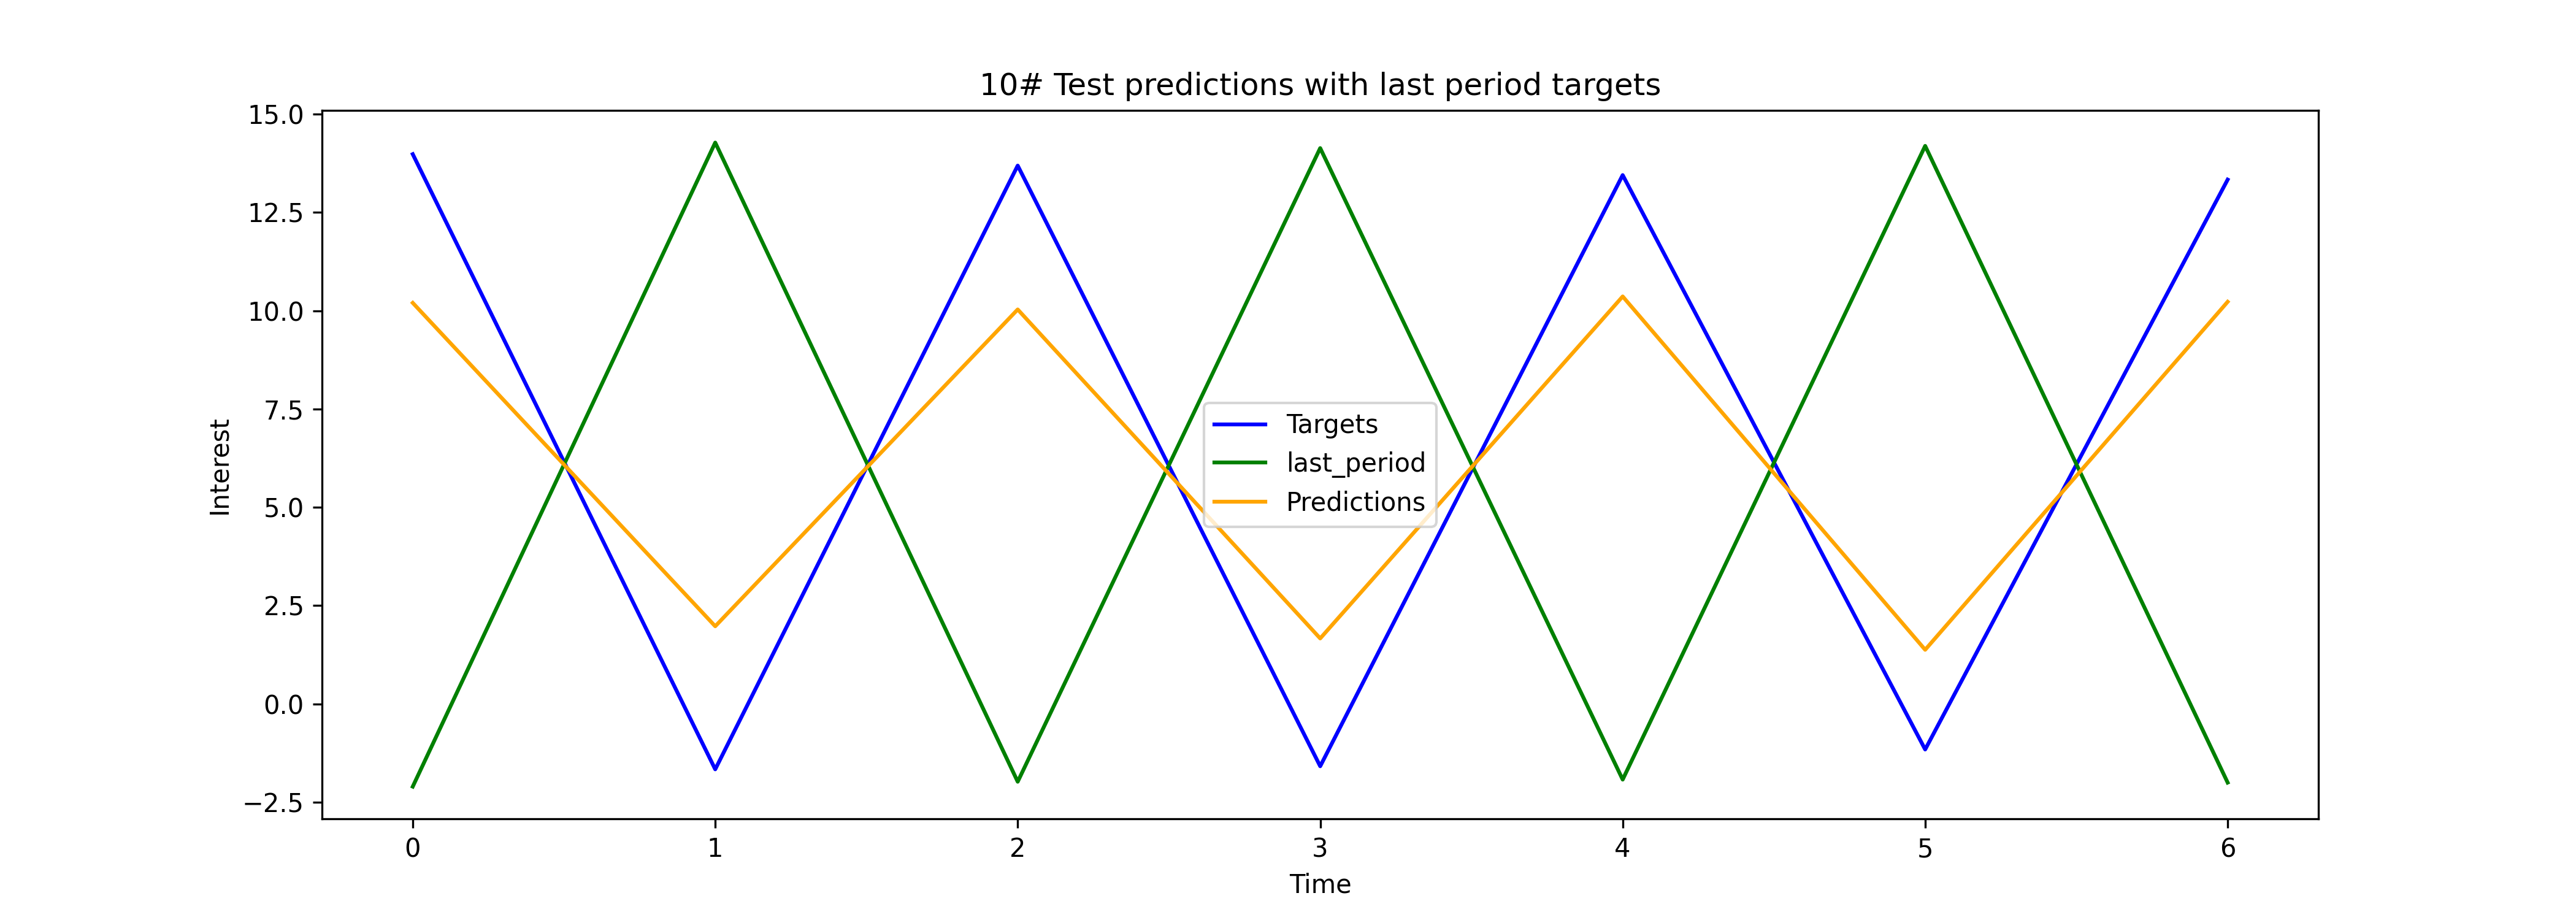 10# Test predictions with last period targets
15.0
12.5
10.0
7.5
5.0
2.5
0.0
−2.5
Interest
Targets
last_period
Predictions
0 1 2 3 4 5 6
Time